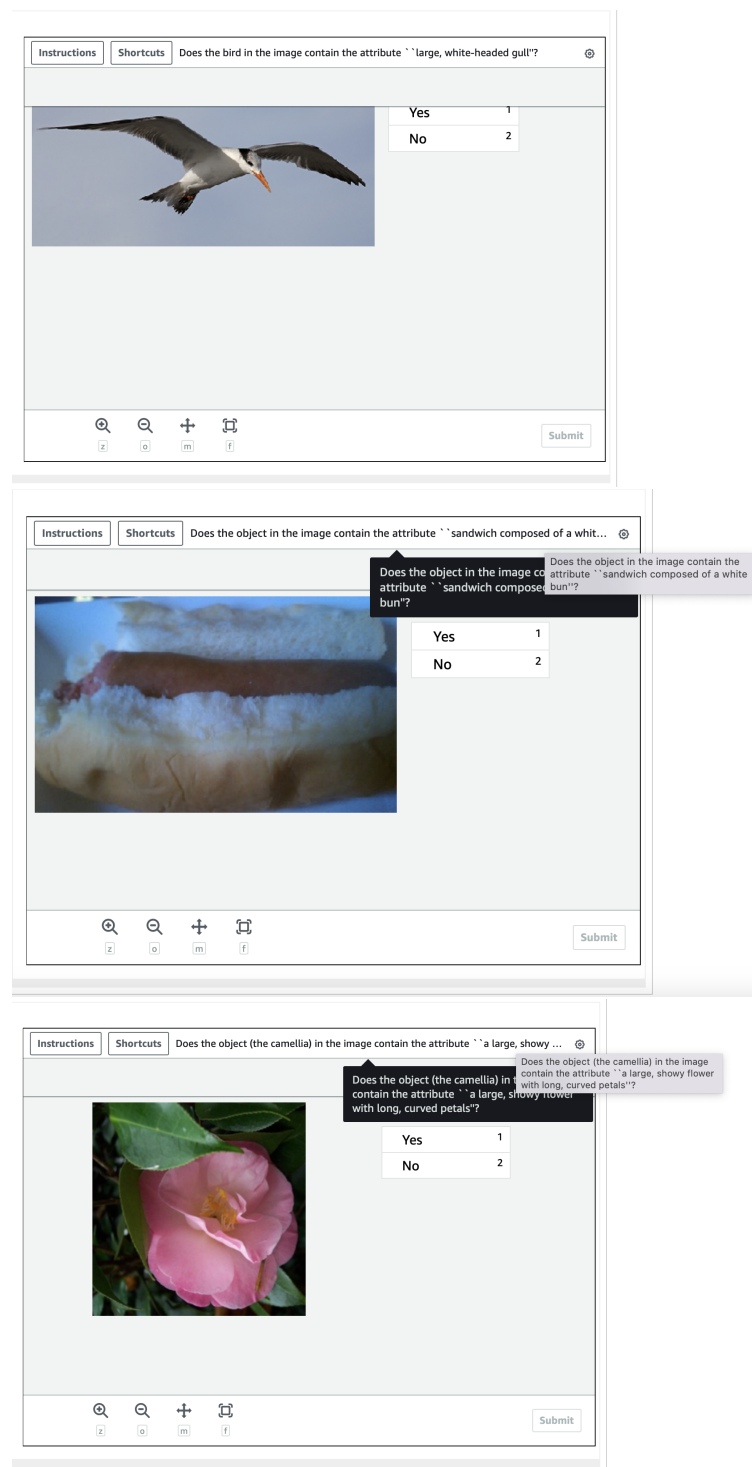 Instructions Shortcuts Does the bird in the image contain the attribute ``large, white-headed gull"?
Yes 1
No 2
z o m f
Submit
Instructions Shortcuts Does the object in the image contain the attribute ``sandwich composed of a whit...
Does the object in the image co
attribute ``sandwich compose
bun"?
Does the object in the image contain the
attribute ``sandwich composed of a white
bun''?
Yes 1
No 2
z o m f
Submit
Instructions Shortcuts Does the object (the camellia) in the image contain the attribute ``a large, showy ...
Does the object (the camellia) in t
contain the attribute ``a large, showy flower
with long, curved petals"?
Does the object (the camellia) in the image
contain the attribute ``a large, showy flower
with long, curved petals''?
Yes 1
No 2
z o m f
Submit